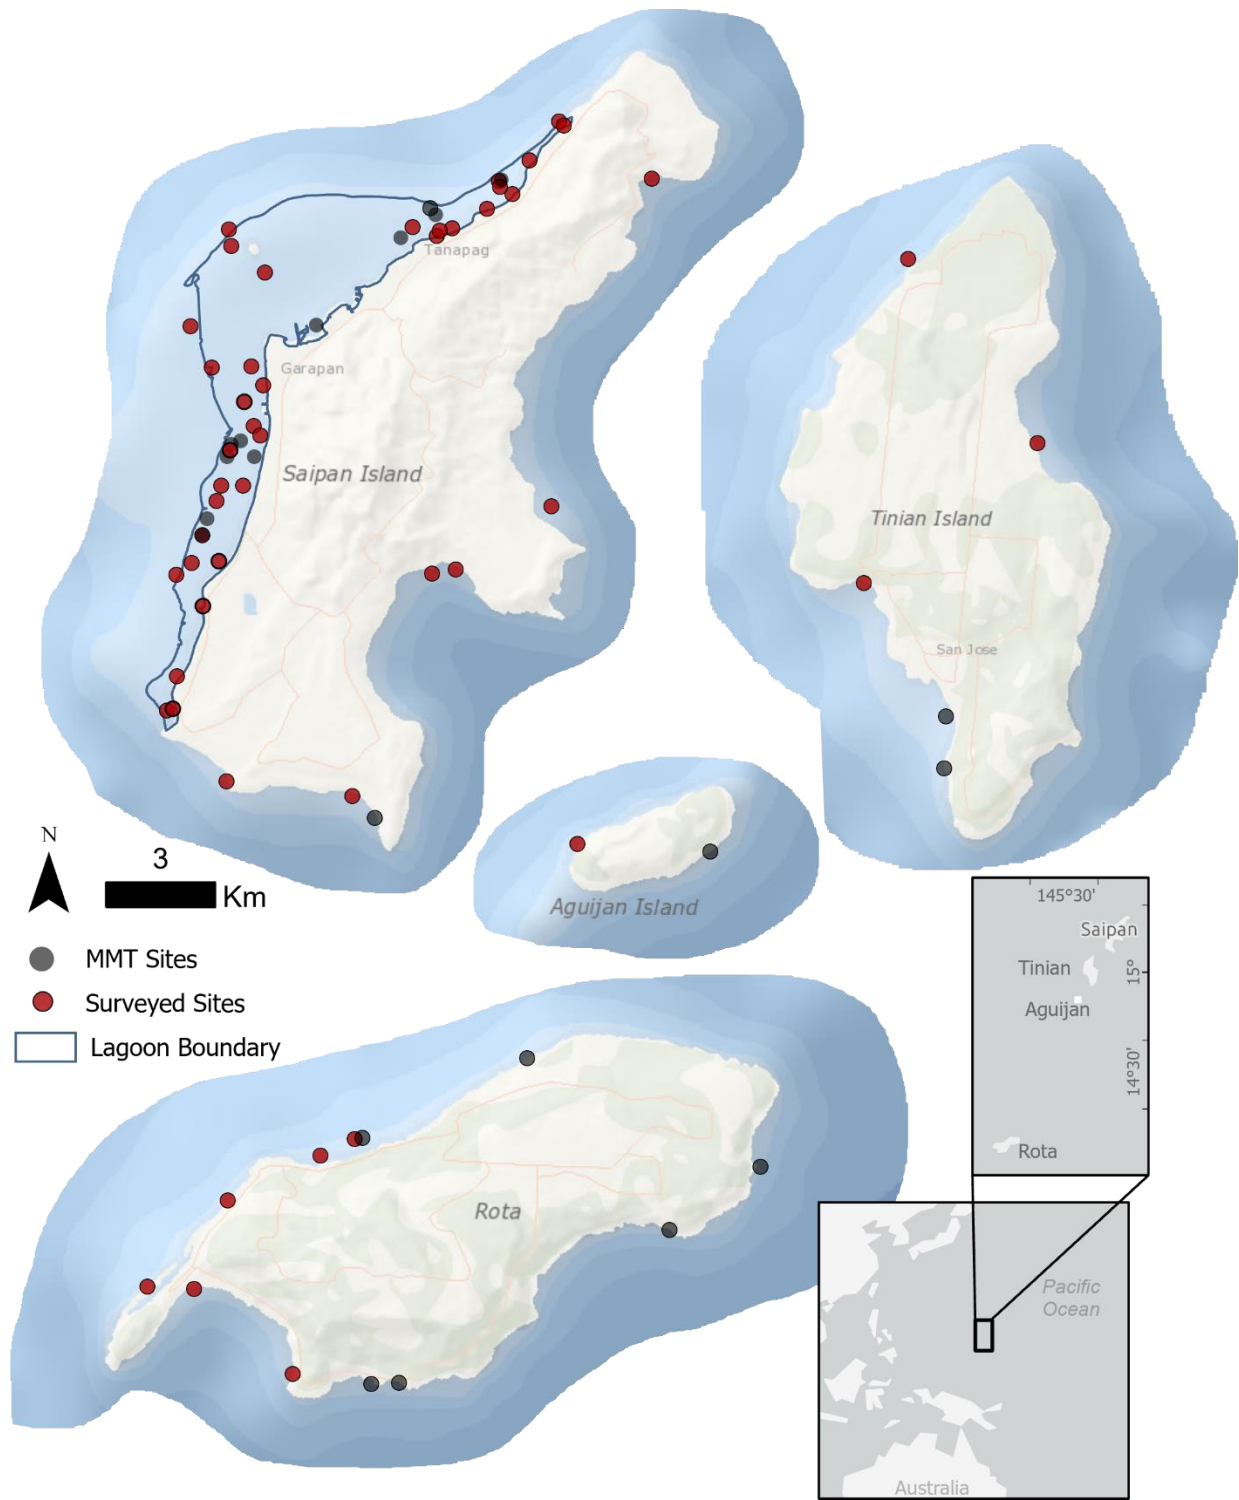 Tanapag
Garapan
Saipan Island
Tinian Island
San Jose
N
3
Km
Aguijan Island
MMT Sites
Surveyed Sites
Lagoon Boundary
145°30'
Saipan
Tinian
15°
Aguijan
14°30'
Rota
Rota
Pacific
Ocean
Australia